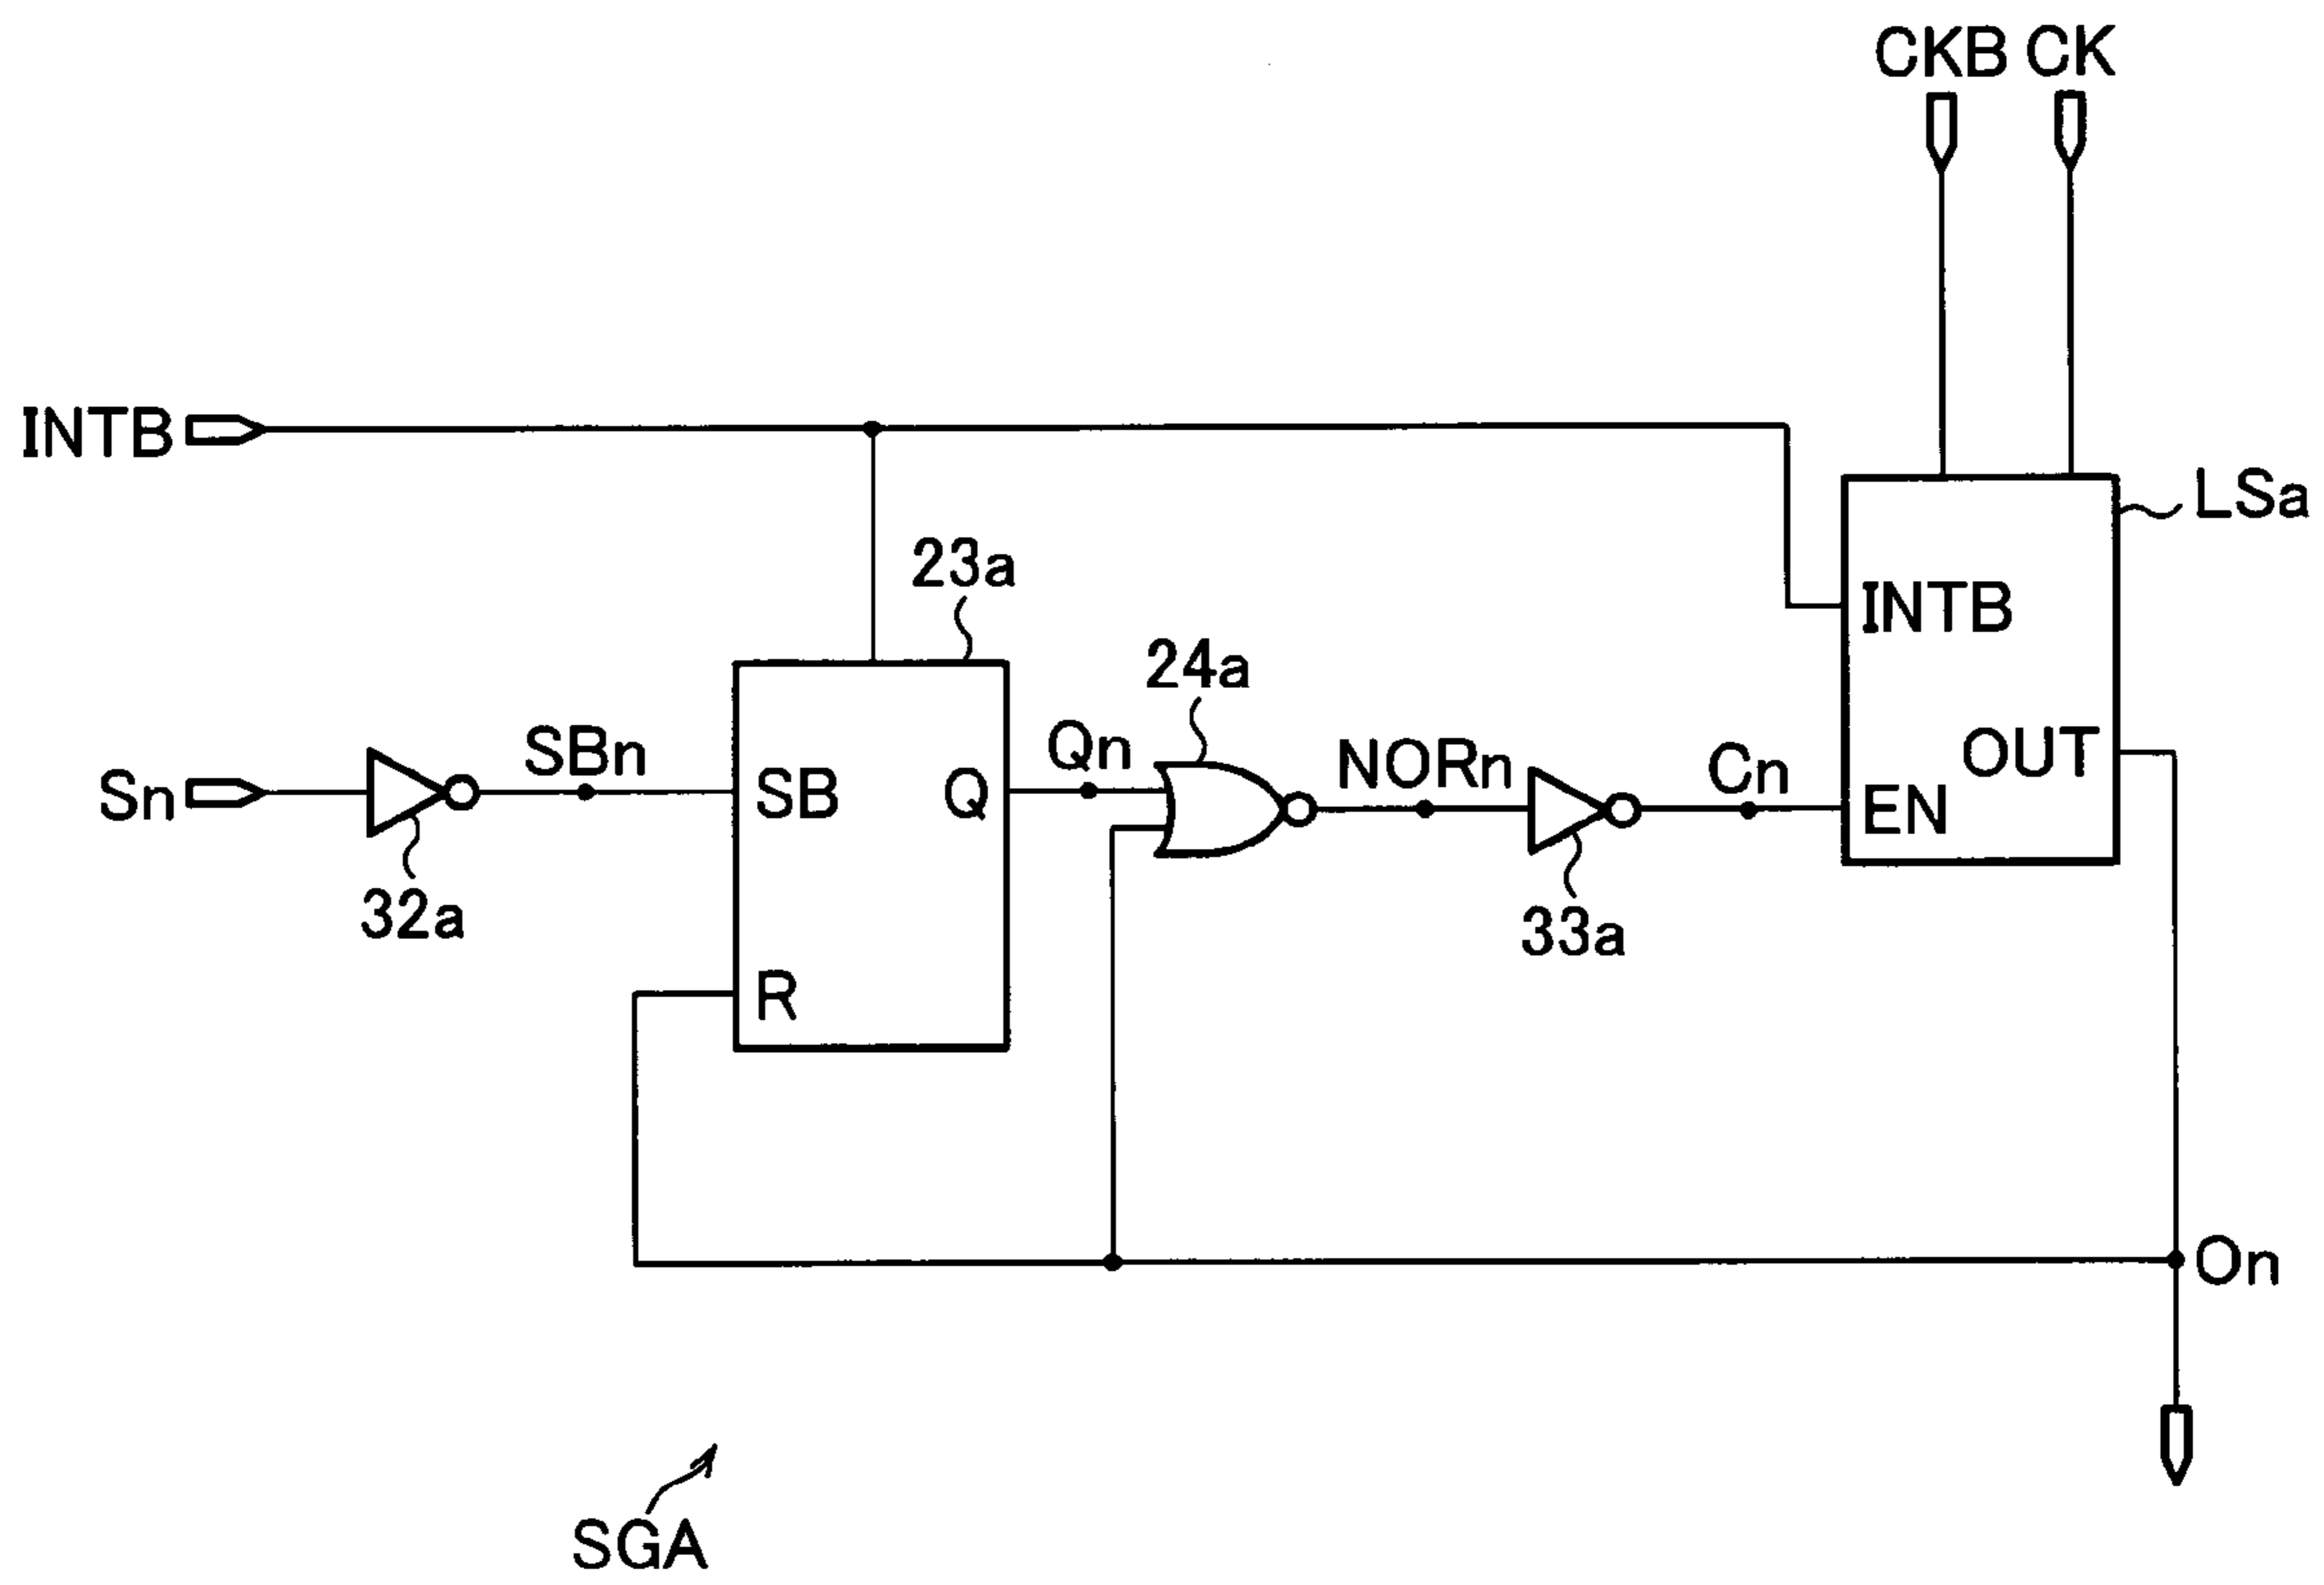 CKB CK
INTB
LSa
23a
INTB
24a
SBn
Qn
NORn
Cn
OUT
Sn
SB
Q
EN
32a
33a
R
On
SGA